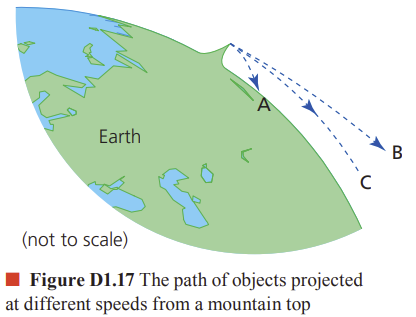 A
Earth
B
C
(not to scale)
Figure D1.17 The path of objects projected
at different speeds from a mountain top